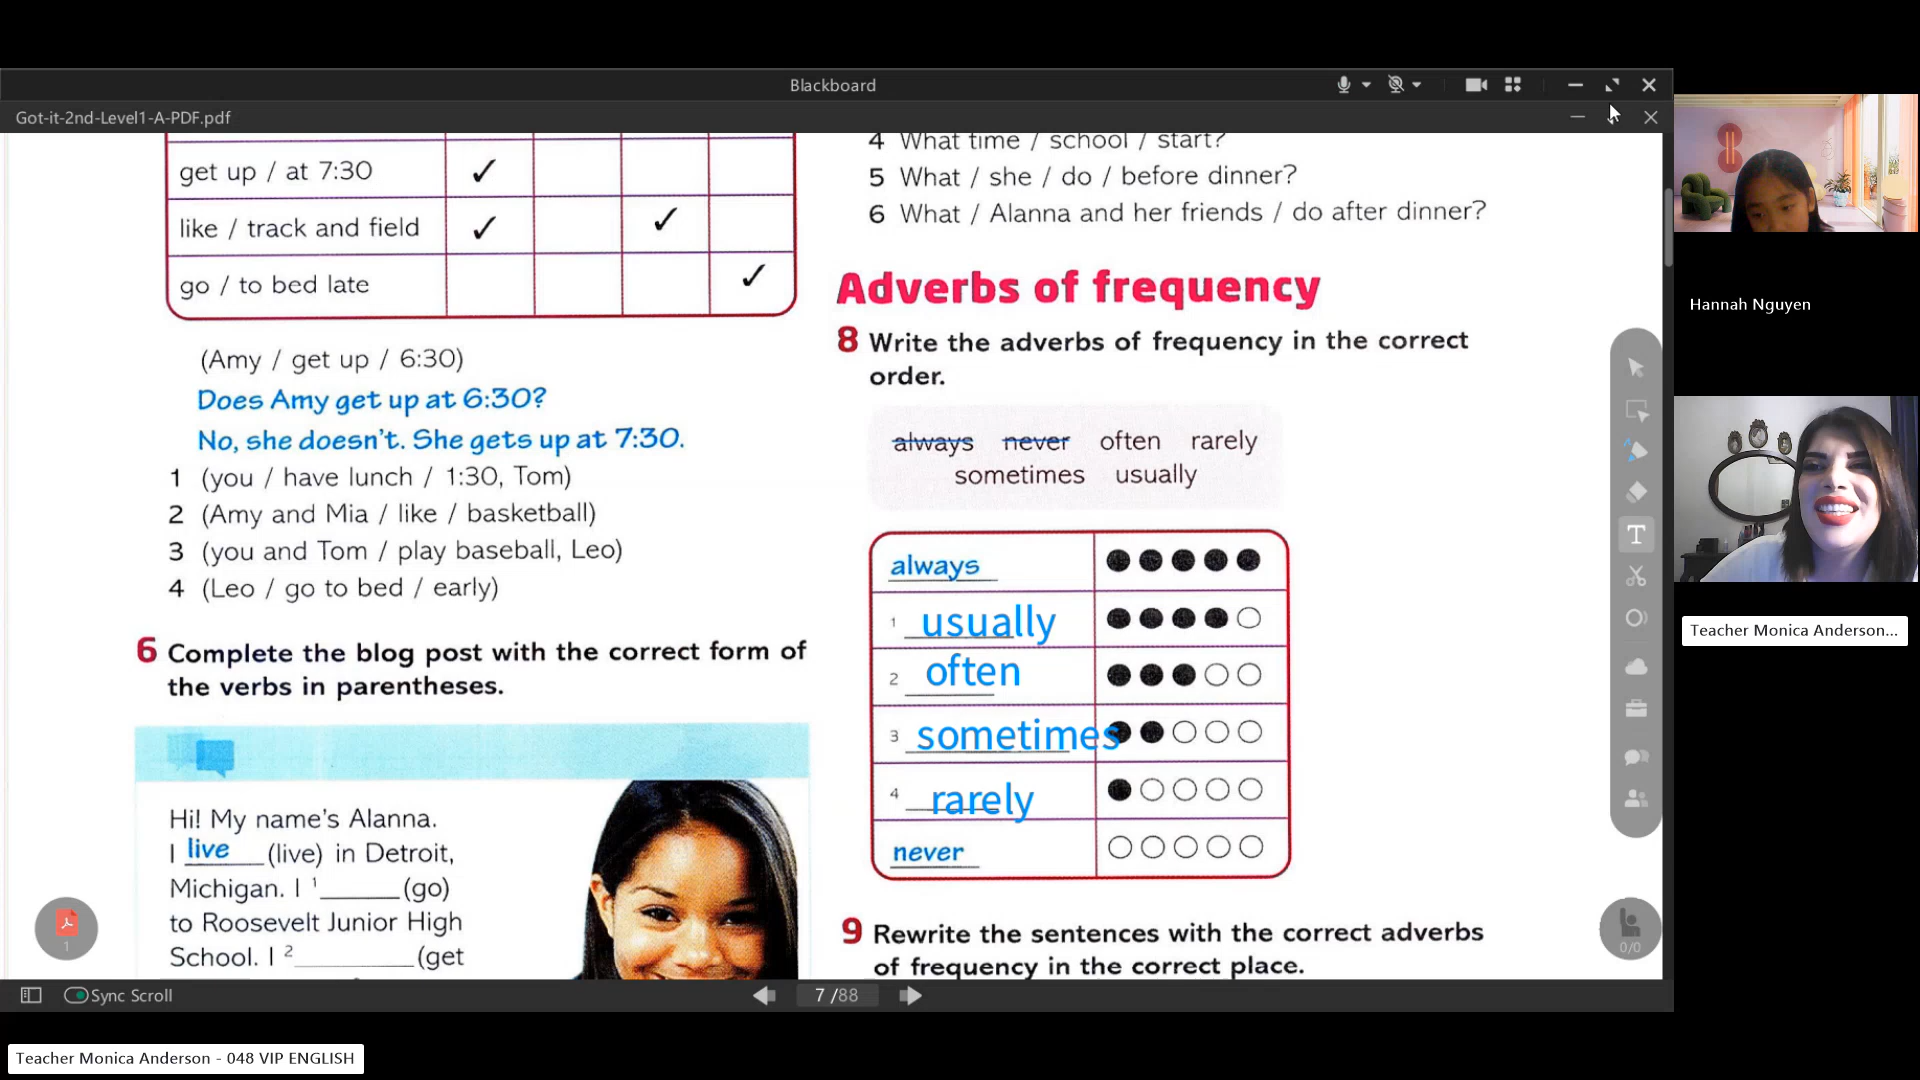 Blackboard
Got-it-2nd-Level1-A-PDF.pdf
get up / at 7:30 ✓
like / track and field ✓ ✓
go / to bed late ✓
(Amy / get up / 6:30)
Does Amy get up at 6:30?
No, she doesn't. She gets up at 7:30.
1 (you / have lunch / 1:30, Tom)
2 (Amy and Mia / like / basketball)
3 (you and Tom / play baseball, Leo)
4 (Leo / go to bed / early)
6 Complete the blog post with the correct form of
the verbs in parentheses.
Hi! My name's Alanna.
I live (live) in Detroit,
Michigan. I 1 ______ (go)
to Roosevelt Junior High
School. I 2 _________ (get
4 What time / school / start?
5 What / she / do / before dinner?
6 What / Alanna and her friends / do after dinner?
Adverbs of frequency
8 Write the adverbs of frequency in the correct
order.
always never often rarely
sometimes usually
always
1 usually
2 often
3 sometimes
4 rarely
never
9 Rewrite the sentences with the correct adverbs
of frequency in the correct place.
T
1
0/0
Sync Scroll
7 /88
Hannah Nguyen
Teacher Monica Anderson...
Teacher Monica Anderson - 048 VIP ENGLISH